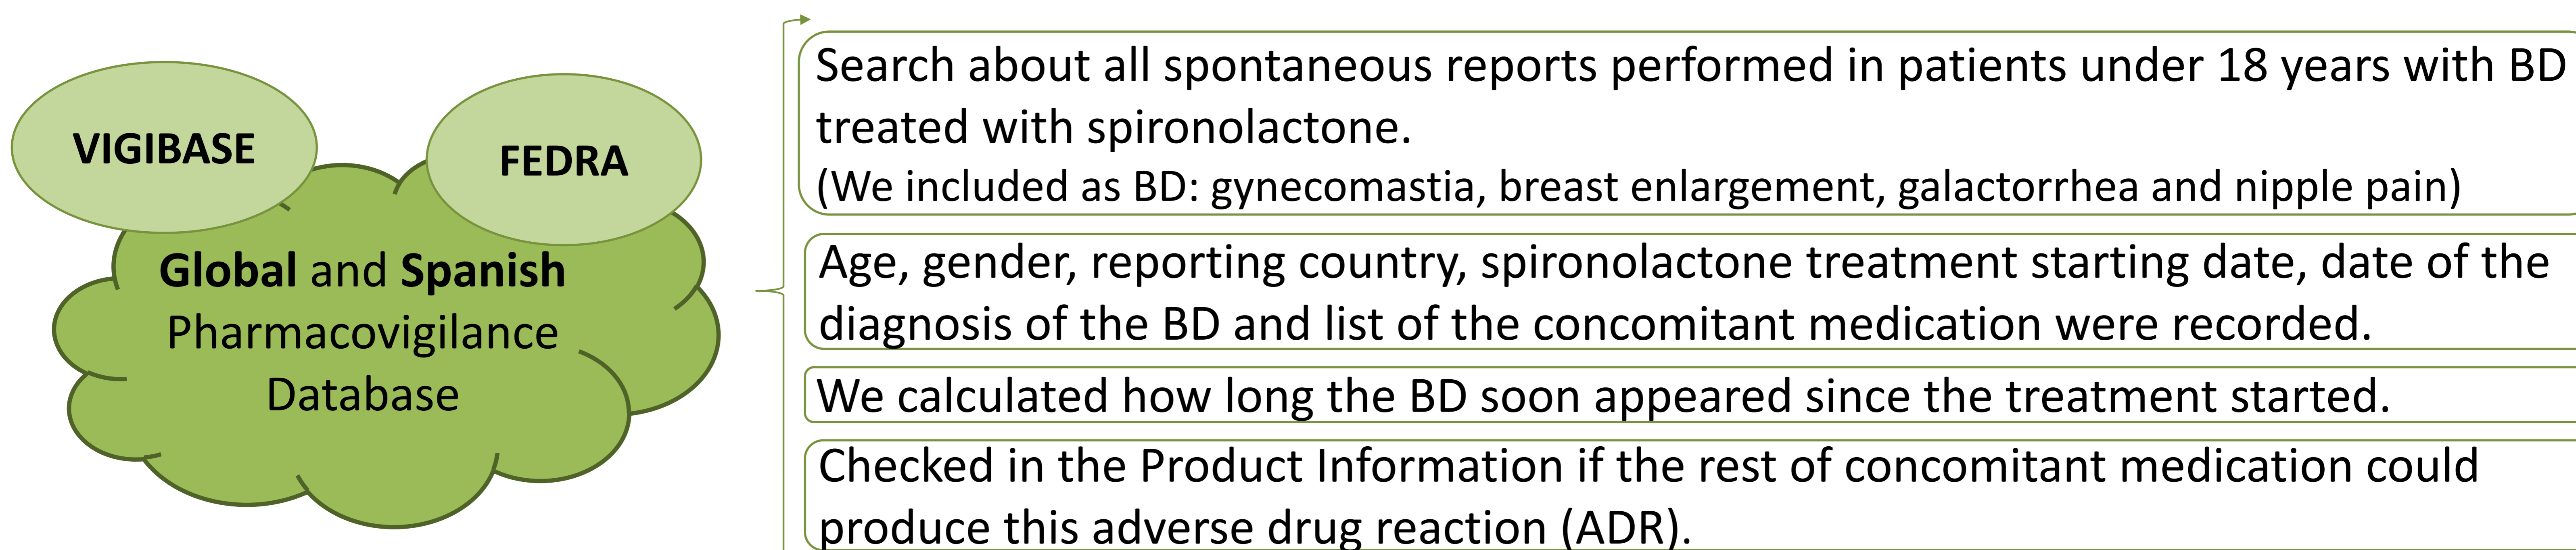 VIGIBASE
FEDRA
Global and Spanish
Pharmacovigilance
Database
Search about all spontaneous reports performed in patients under 18 years with BD
treated with spironolactone.
(We included as BD: gynecomastia, breast enlargement, galactorrhea and nipple pain)
Age, gender, reporting country, spironolactone treatment starting date, date of the
diagnosis of the BD and list of the concomitant medication were recorded.
We calculated how long the BD soon appeared since the treatment started.
Checked in the Product Information if the rest of concomitant medication could
produce this adverse drug reaction (ADR).